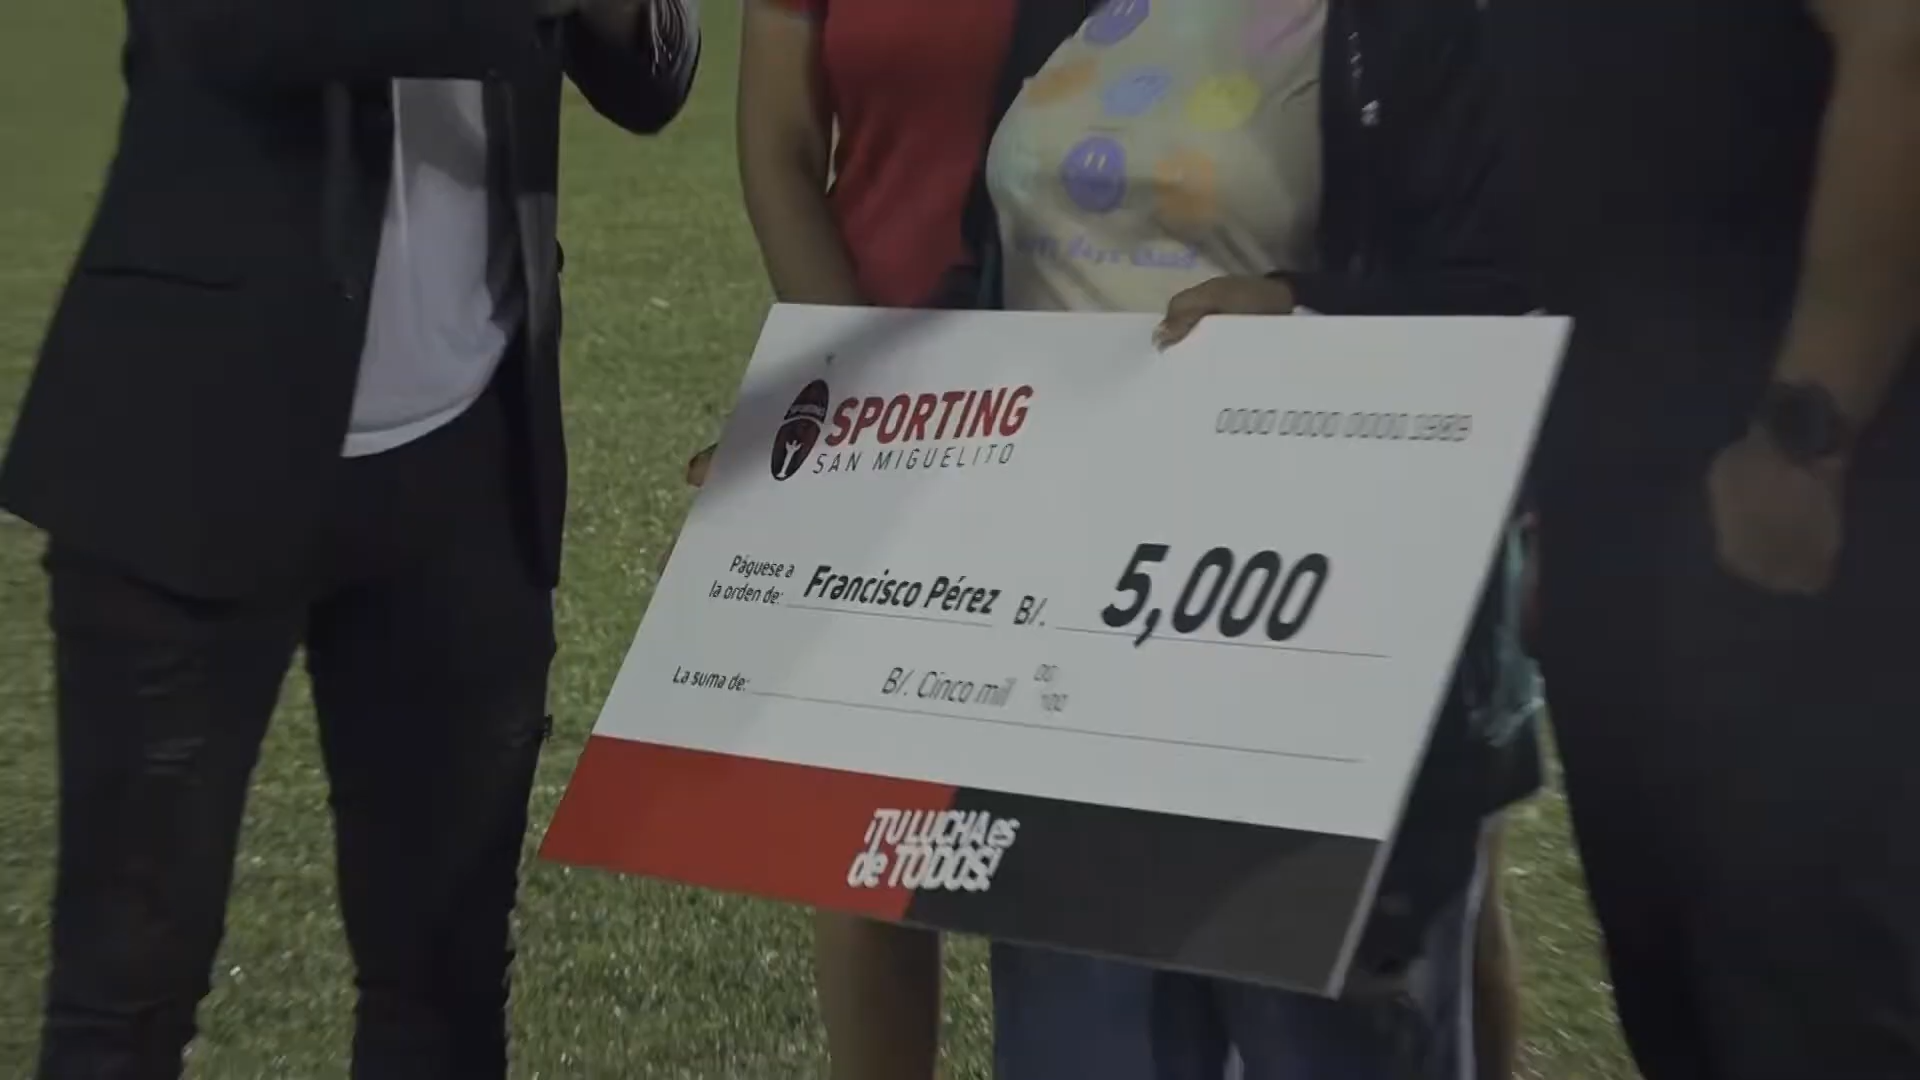 SPORTING
SAN MIGUELITO
Páguese a
la orden de: Francisco Pérez B/. 5,000
La suma de: B/. Cinco mil 00
100
¡TU LUCHA es
de TODOS!